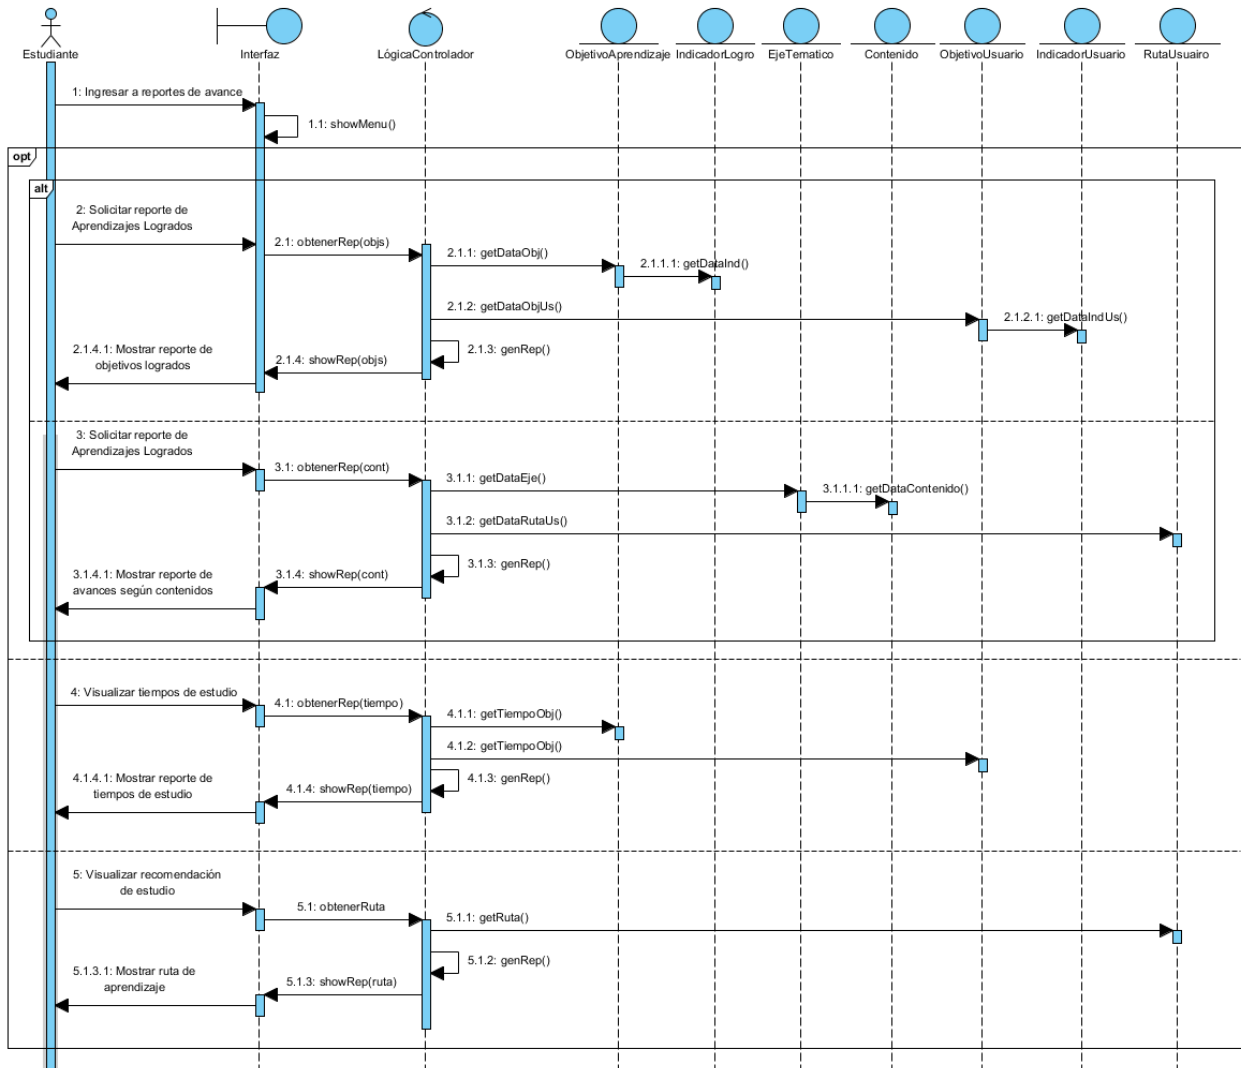 Estudiante
Interfaz
LógicaControlador
ObjetivoAprendizaje
IndicadorLogro
EjeTematico
Contenido
ObjetivoUsuario
IndicadorUsuario
RutaUsuairo
1: Ingresar a reportes de avance
1.1: showMenu()
opt
alt
2: Solicitar reporte de
Aprendizajes Logrados
2.1: obtenerRep(objs)
2.1.1: getDataObj()
2.1.1.1: getDataInd()
2.1.2: getDataObjUs()
2.1.2.1: getDataIndUs()
2.1.3: genRep()
2.1.4: showRep(objs)
2.1.4.1: Mostrar reporte de
objetivos logrados
3: Solicitar reporte de
Aprendizajes Logrados
3.1: obtenerRep(cont)
3.1.1: getDataEje()
3.1.1.1: getDataContenido()
3.1.2: getDataRutaUs()
3.1.3: genRep()
3.1.4: showRep(cont)
3.1.4.1: Mostrar reporte de
avances según contenidos
4: Visualizar tiempos de estudio
4.1: obtenerRep(tiempo)
4.1.1: getTiempoObj()
4.1.2: getTiempoObj()
4.1.3: genRep()
4.1.4: showRep(tiempo)
4.1.4.1: Mostrar reporte de
tiempos de estudio
5: Visualizar recomendación
de estudio
5.1: obtenerRuta
5.1.1: getRuta()
5.1.2: genRep()
5.1.3: showRep(ruta)
5.1.3.1: Mostrar ruta de
aprendizaje